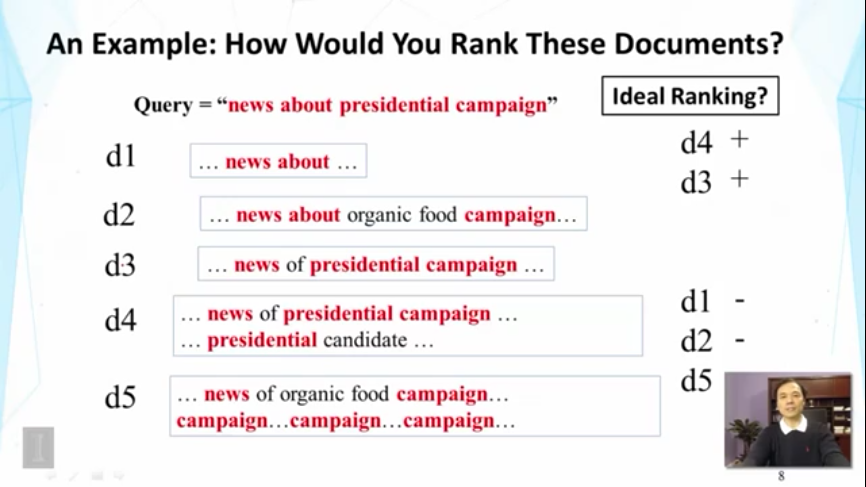 An Example: How Would You Rank These Documents?
Query = “news about presidential campaign”
Ideal Ranking?
d1
… news about …
d2
… news about organic food campaign…
d3
… news of presidential campaign …
d4
… news of presidential campaign …
… presidential candidate …
d5
… news of organic food campaign…
campaign…campaign…campaign…
d4 +
d3 +
d1 -
d2 -
d5
I
8